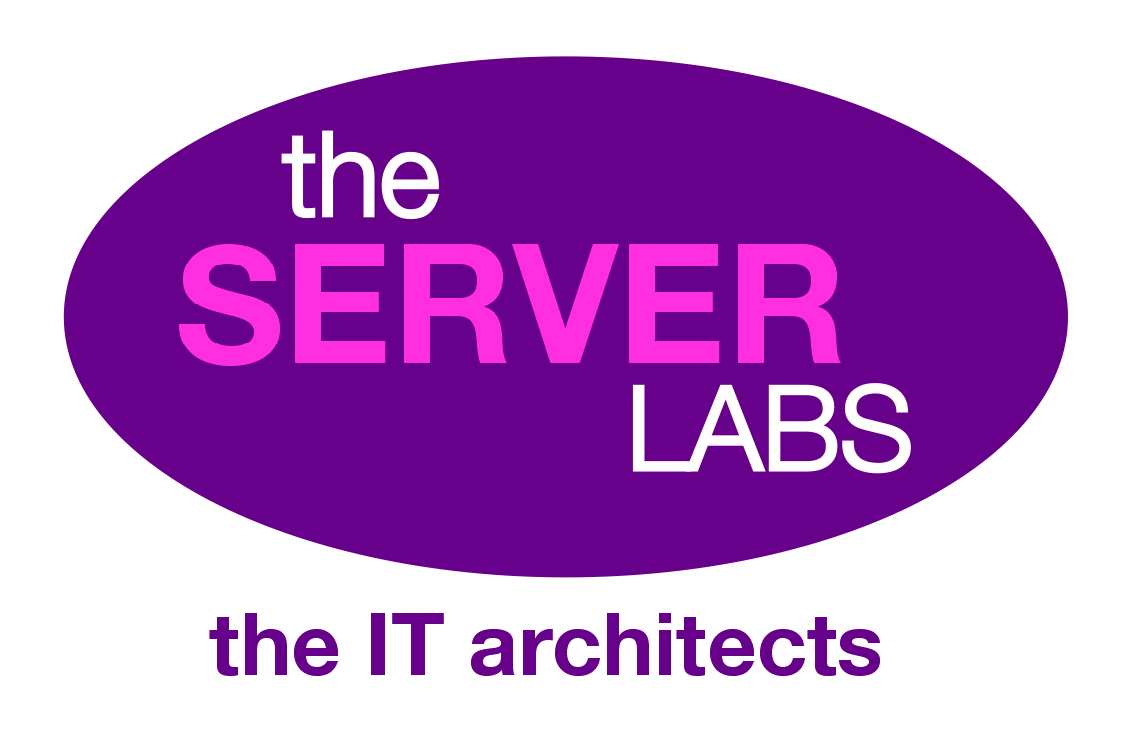 the
SERVER
LABS
the IT architects